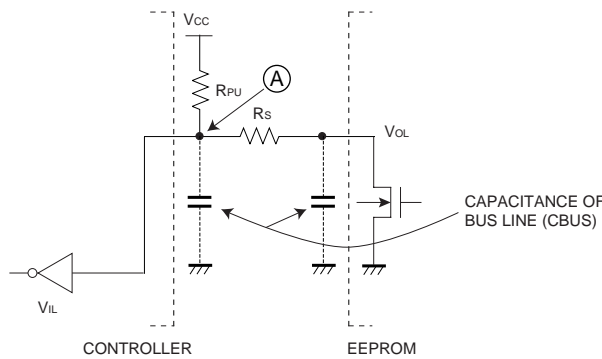 VCC
A
RPU
RS
VOL
CAPACITANCE OF
BUS LINE (CBUS)
VIL
CONTROLLER
EEPROM